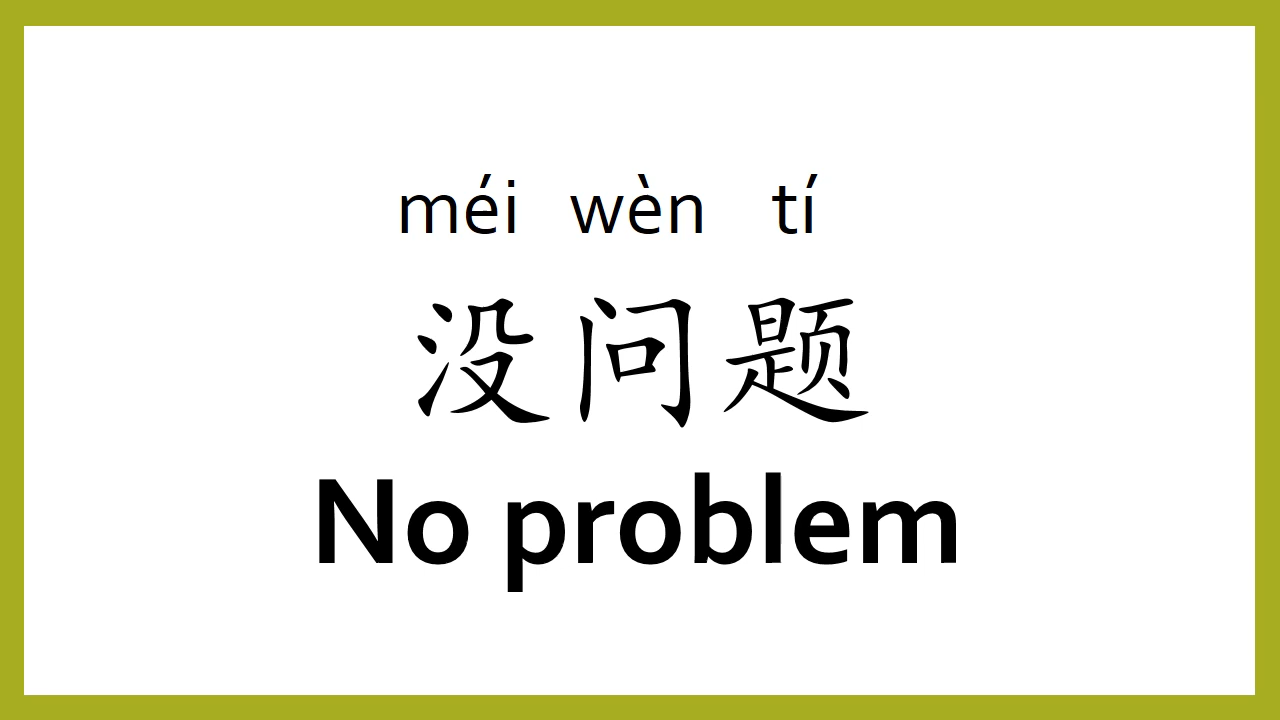 méi wèn tí
没问题
No problem